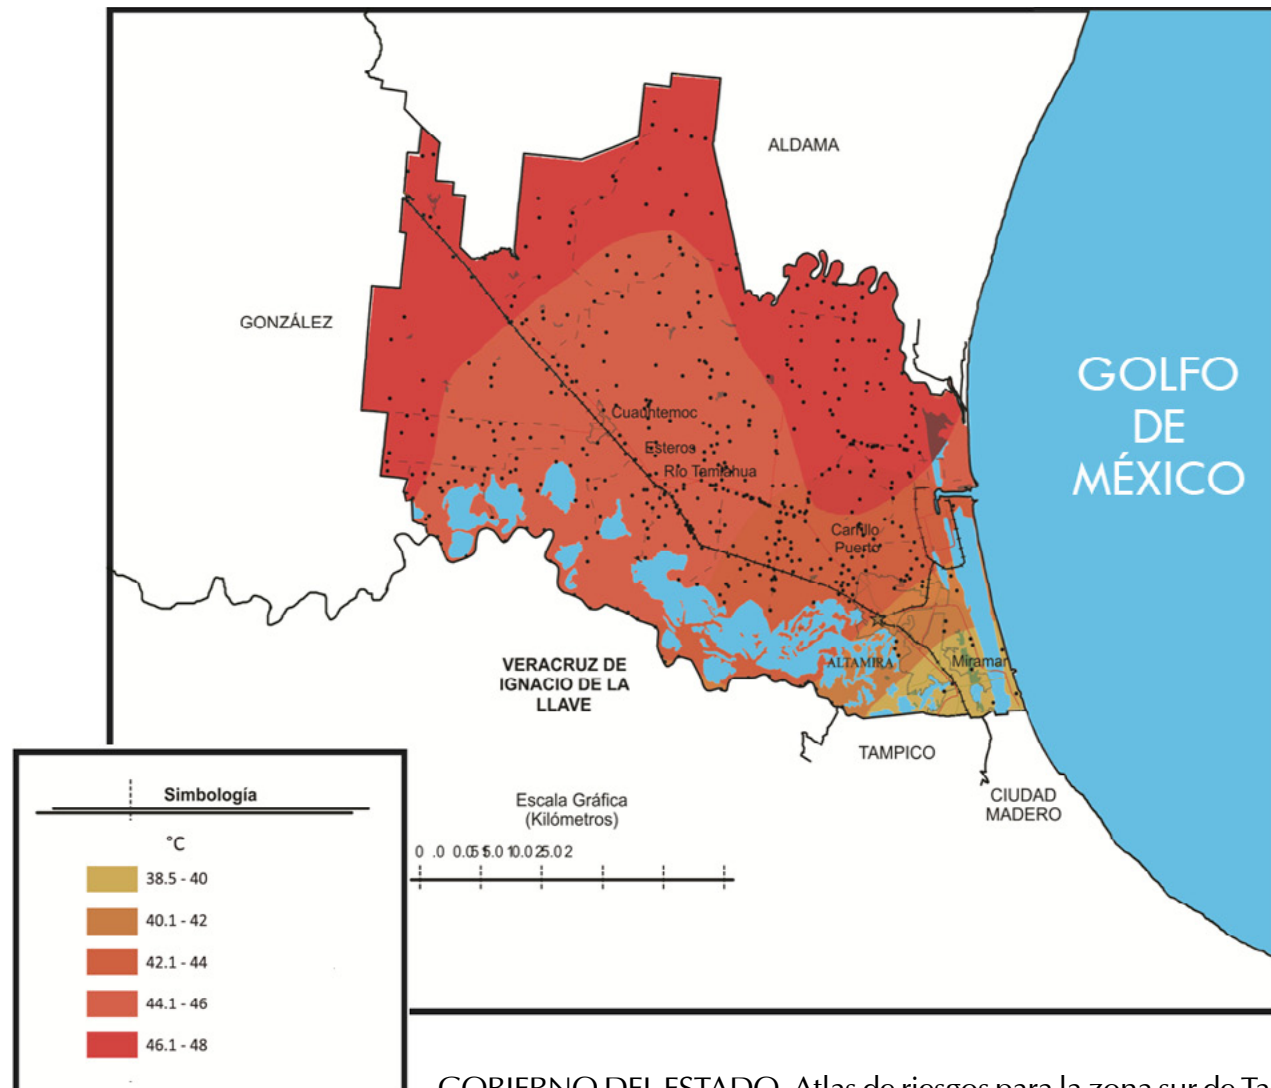 ALDAMA
GONZÁLEZ
GOLFO
DE
MÉXICO
Cuauhtemoc
Esteros
Río Tamiahua
Carrillo
Puerto
ALTAMIRA
Miramar
VERACRUZ DE
IGNACIO DE LA
LLAVE
TAMPICO
CIUDAD
MADERO
Escala Gráfica
(Kilómetros)
Simbología
°C
38.5 - 40
40.1 - 42
42.1 - 44
44.1 - 46
46.1 - 48
GOBIERNO DEL ESTADO. Atlas de riesgos para la zona sur de Ta